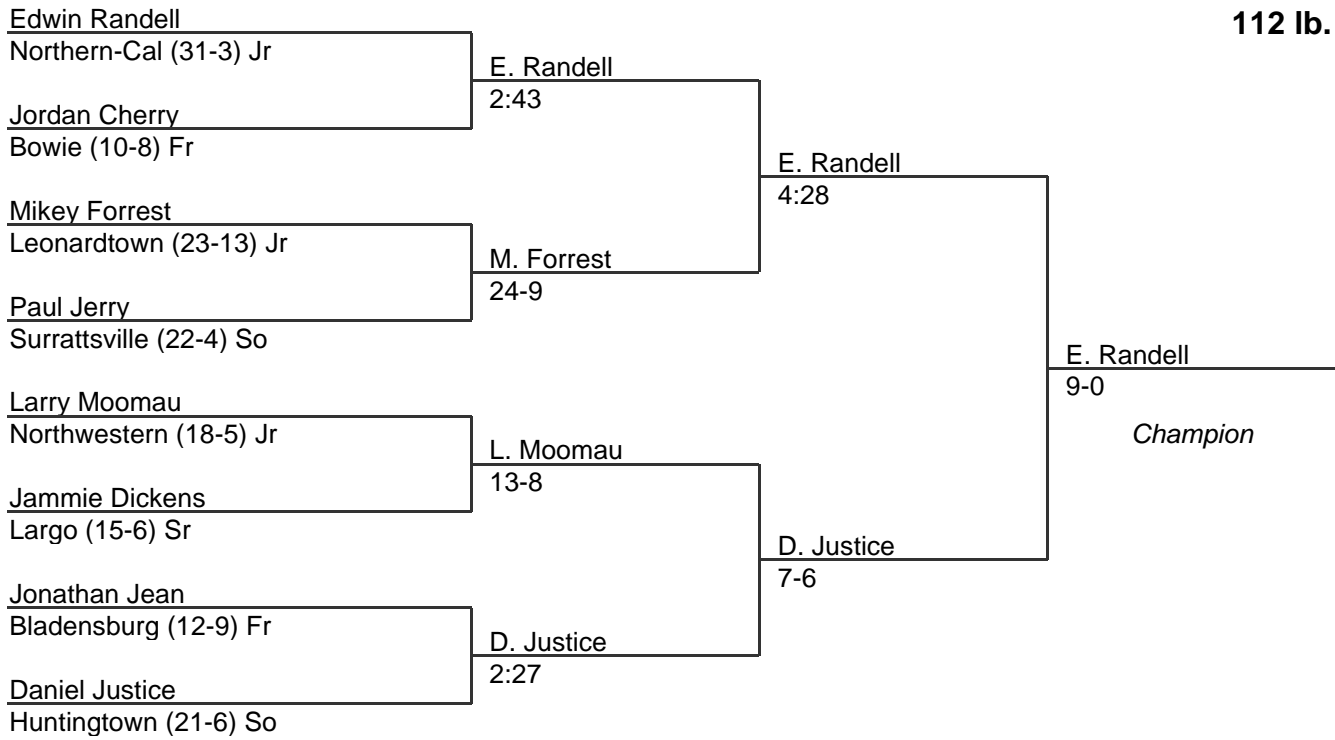 Edwin Randell
112 lb.
Northern-Cal (31-3) Jr
E. Randell
2:43
Jordan Cherry
Bowie (10-8) Fr
E. Randell
4:28
Mikey Forrest
Leonardtown (23-13) Jr
M. Forrest
24-9
Paul Jerry
Surrattsville (22-4) So
E. Randell
9-0
Champion
Larry Moomau
Northwestern (18-5) Jr
L. Moomau
13-8
Jammie Dickens
Largo (15-6) Sr
D. Justice
7-6
Jonathan Jean
Bladensburg (12-9) Fr
D. Justice
2:27
Daniel Justice
Huntingtown (21-6) So